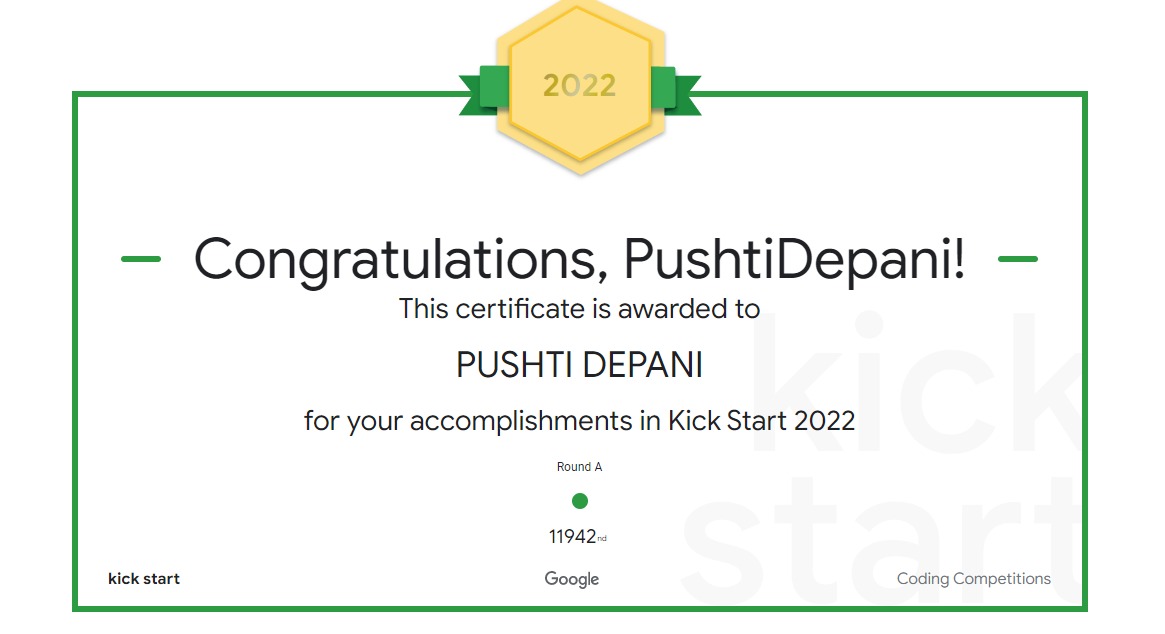 2022
Congratulations, PushtiDepani!
This certificate is awarded to
PUSHTI DEPANI
for your accomplishments in Kick Start 2022
Round A
11942nd
kick start
Google
Coding Competitions
kick
start